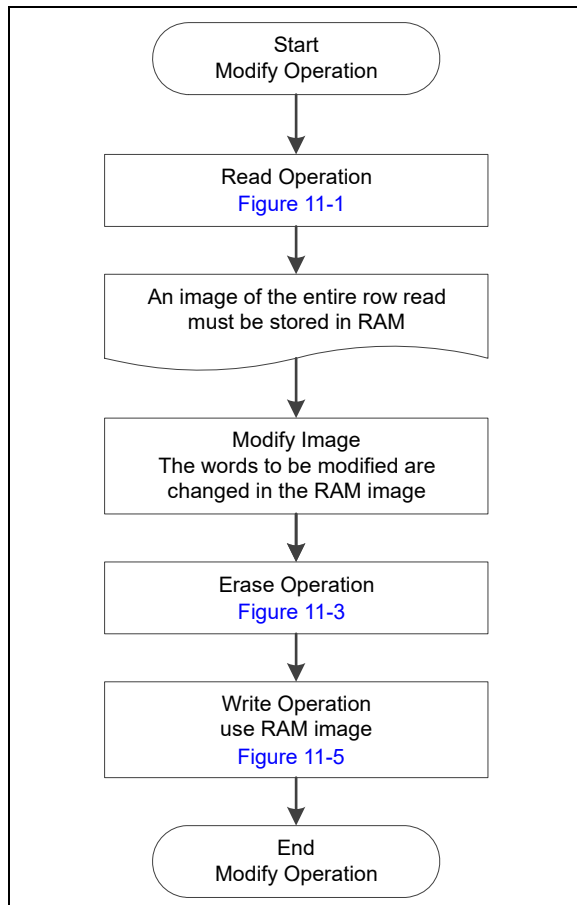 Start
Modify Operation
Read Operation
Figure 11-1
An image of the entire row read
must be stored in RAM
Modify Image
The words to be modified are
changed in the RAM image
Erase Operation
Figure 11-3
Write Operation
use RAM image
Figure 11-5
End
Modify Operation